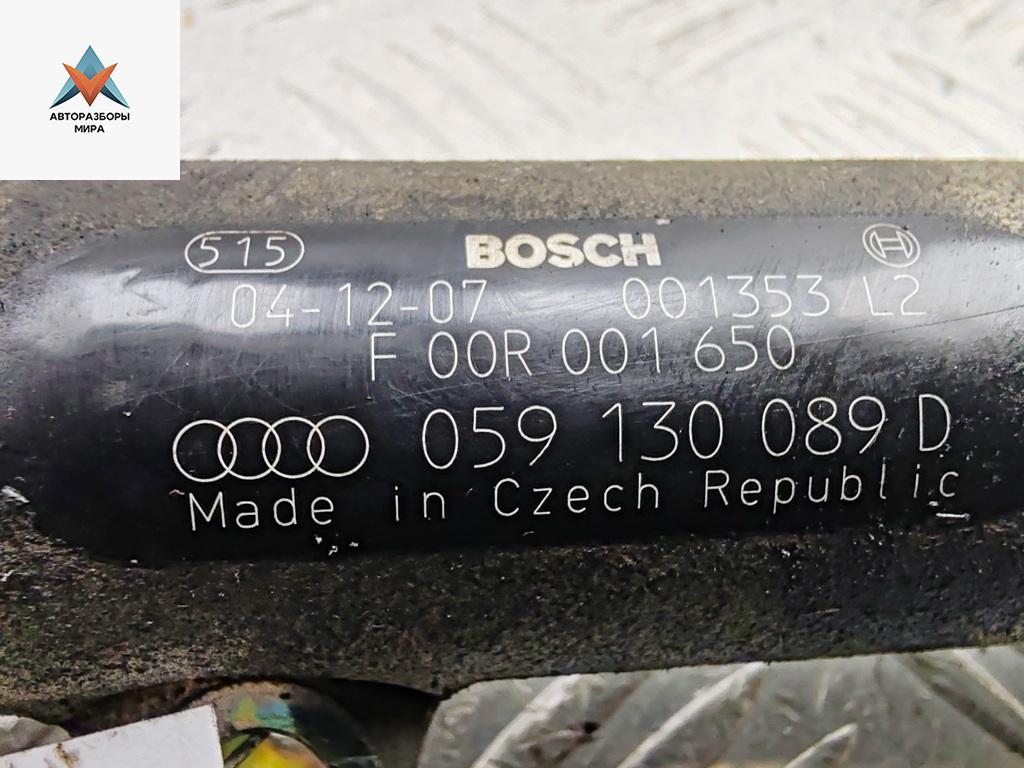 АВТОРАЗБОРЫ
МИРА
515 BOSCH
04-12-07 001353 L2
F 00R 001 650
059 130 089 D
Made in Czech Republic